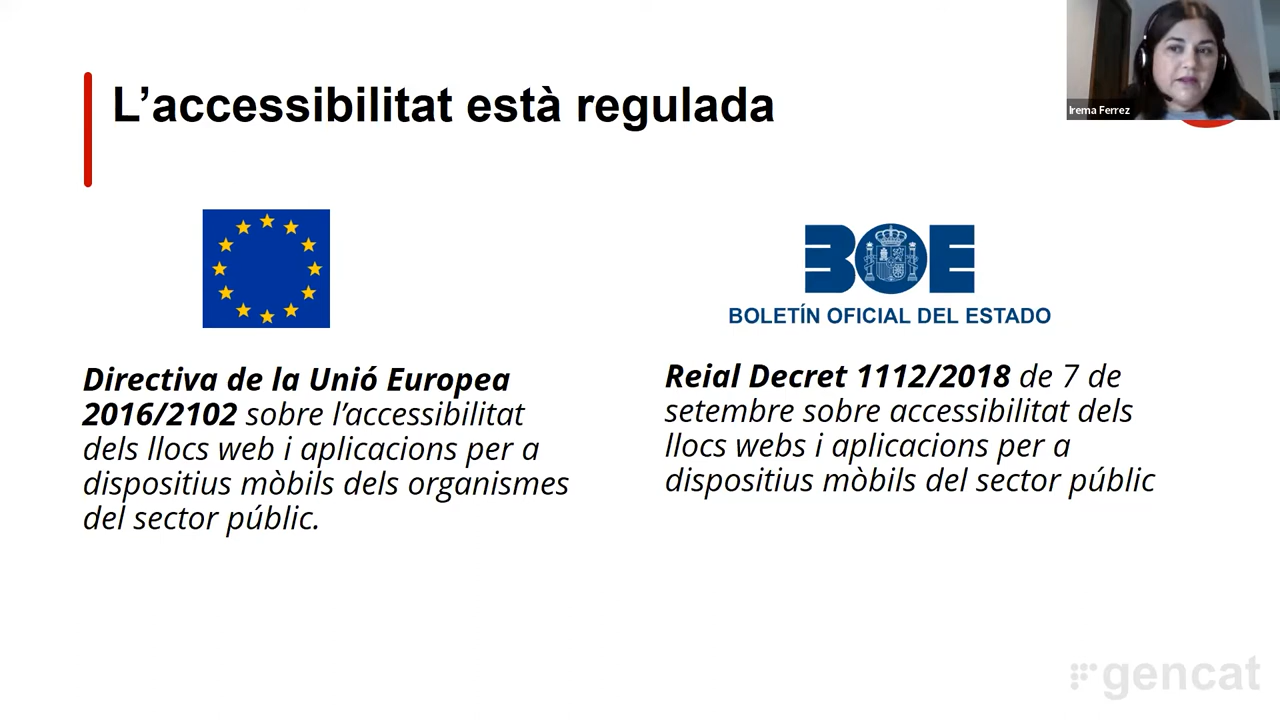 L’accessibilitat està regulada
Irema Ferrez
BOE
BOLETÍN OFICIAL DEL ESTADO
Directiva de la Unió Europea
2016/2102 sobre l’accessibilitat
dels llocs web i aplicacions per a
dispositius mòbils dels organismes
del sector públic.
Reial Decret 1112/2018 de 7 de
setembre sobre accessibilitat dels
llocs webs i aplicacions per a
dispositius mòbils del sector públic
gencat